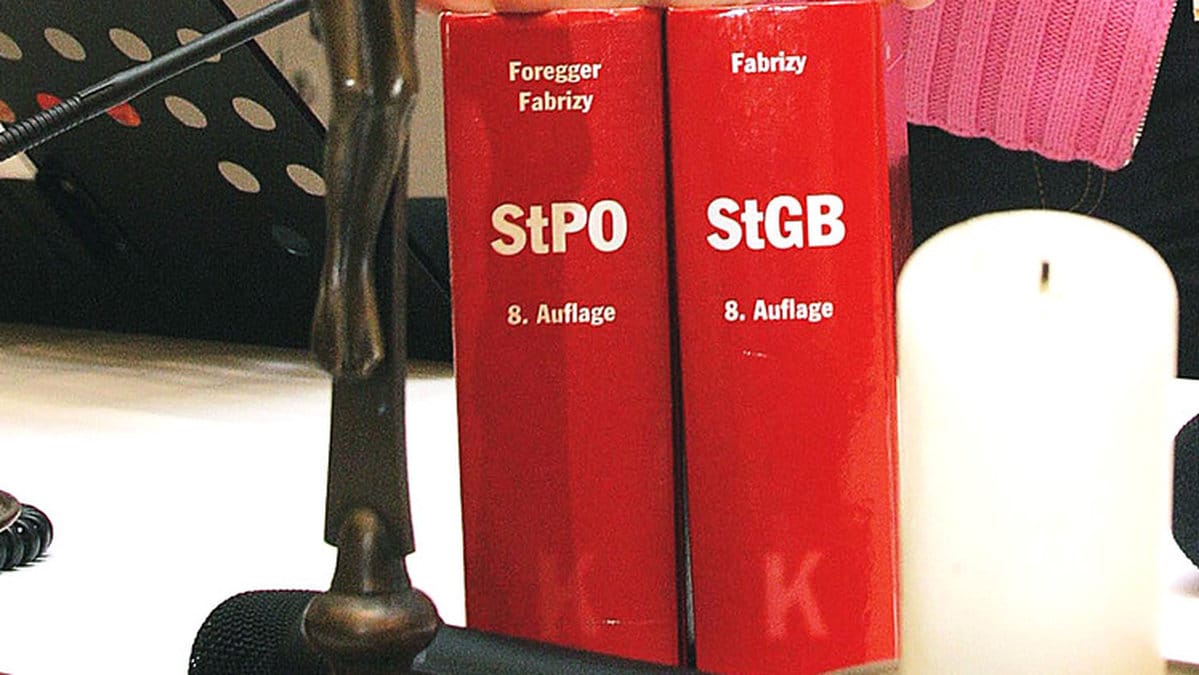 Foregger
Fabrizy
StPO
8. Auflage
K
Fabrizy
StGB
8. Auflage
K